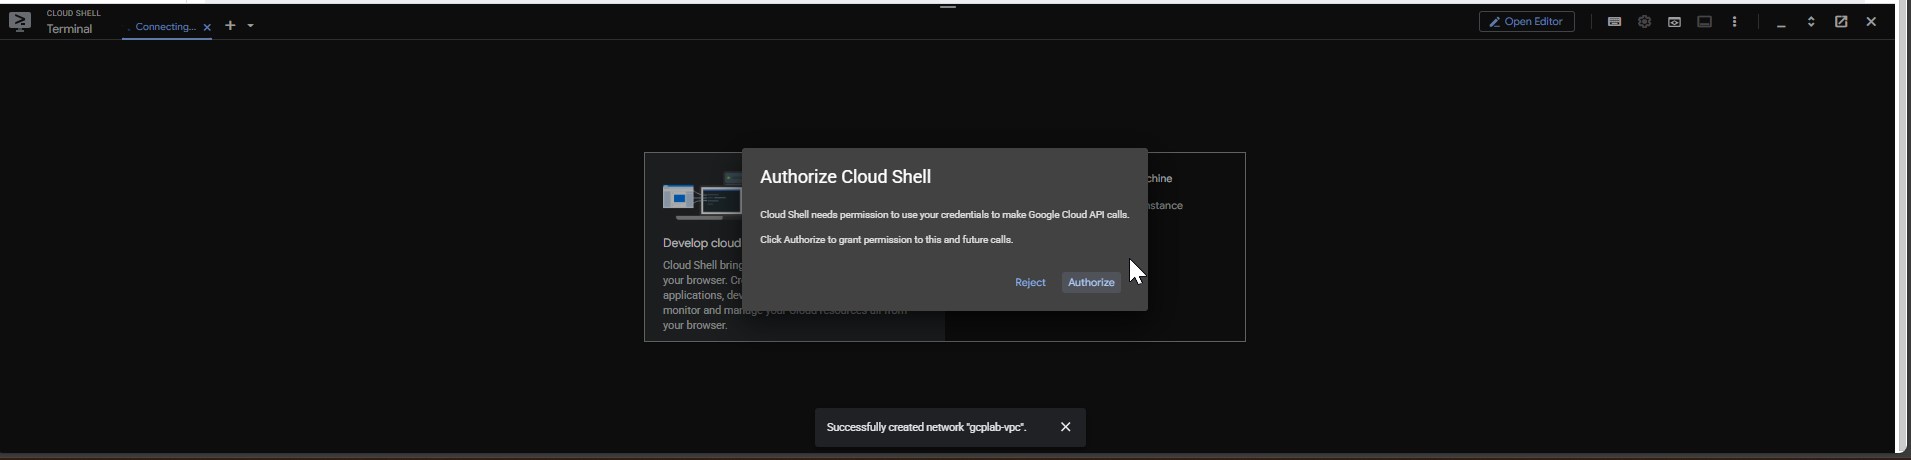 CLOUD SHELL
Terminal
Connecting...
Open Editor
Authorize Cloud Shell
Cloud Shell needs permission to use your credentials to make Google Cloud API calls.
Click Authorize to grant permission to this and future calls.
Reject
Authorize
chine
stance
Develop cloud
Cloud Shell bring
your browser.
applications, dev
monitor and manage your cloud resources all from
your browser.
Successfully created network "gcplab-vpc".